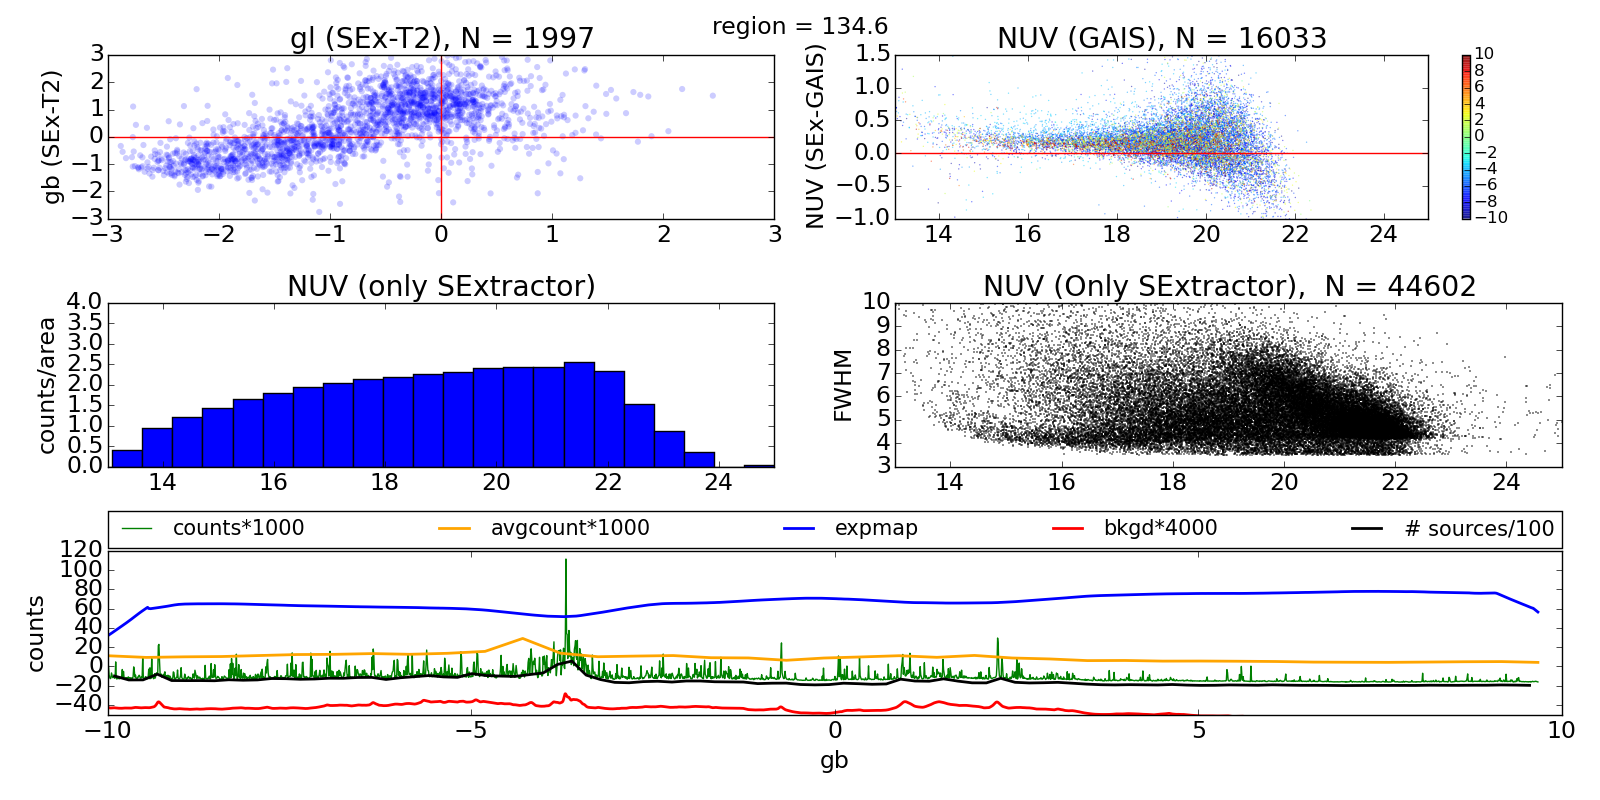 region = 134.6
gl (SEx-T2), N = 1997
NUV (GAIS), N = 16033
gb (SEx-T2)
3
2
1
0
−1
−2
−3
−3 −2 −1 0 1 2 3
NUV (SEx-GAIS)
1.5
1.0
0.5
0.0
−0.5
−1.0
14 16 18 20 22 24
10
8
6
4
2
0
−2
−4
−6
−8
−10
NUV (only SExtractor)
counts/area
4.0
3.5
3.0
2.5
2.0
1.5
1.0
0.5
0.0
14 16 18 20 22 24
NUV (Only SExtractor), N = 44602
FWHM
10
9
8
7
6
5
4
3
14 16 18 20 22 24
counts*1000 avgcount*1000 expmap bkgd*4000 # sources/100
counts
120
100
80
60
40
20
0
−20
−40
−10 −5 0 5 10
gb